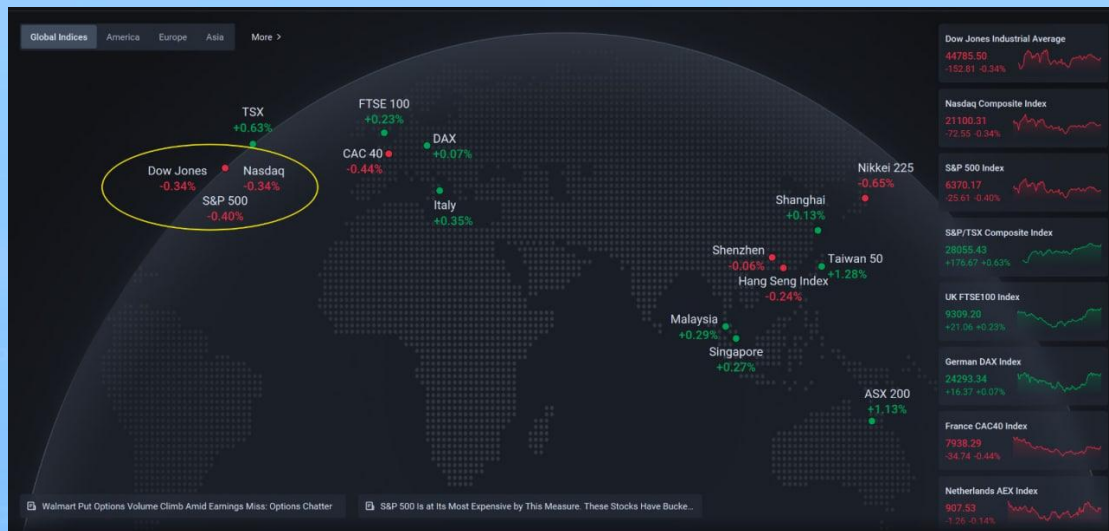 Global Indices America Europe Asia More >
TSX
+0.63%
Dow Jones Nasdaq
-0.34% -0.34%
S&P 500
-0.40%
FTSE 100
+0.23%
DAX
+0.07%
CAC 40
-0.44%
Italy
+0.35%
Nikkei 225
-0.65%
Shanghai
+0.13%
Shenzhen
-0.06%
Taiwan 50
+1.28%
Hang Seng Index
-0.24%
Malaysia
+0.29%
Singapore
+0.27%
ASX 200
+1.13%
Walmart Put Options Volume Climb Amid Earnings Miss: Options Chatter
S&P 500 Is at Its Most Expensive by This Measure. These Stocks Have Bucke...
Dow Jones Industrial Average
44785.50
-152.81 -0.34%
Nasdaq Composite Index
21100.31
-72.55 -0.34%
S&P 500 Index
6370.17
-25.61 -0.40%
S&P/TSX Composite Index
28055.43
+176.67 +0.63%
UK FTSE100 Index
9309.20
+21.06 +0.23%
German DAX Index
24293.34
+16.37 +0.07%
France CAC40 Index
7938.29
-34.74 -0.44%
Netherlands AEX Index
907.53
-1.26 -0.14%